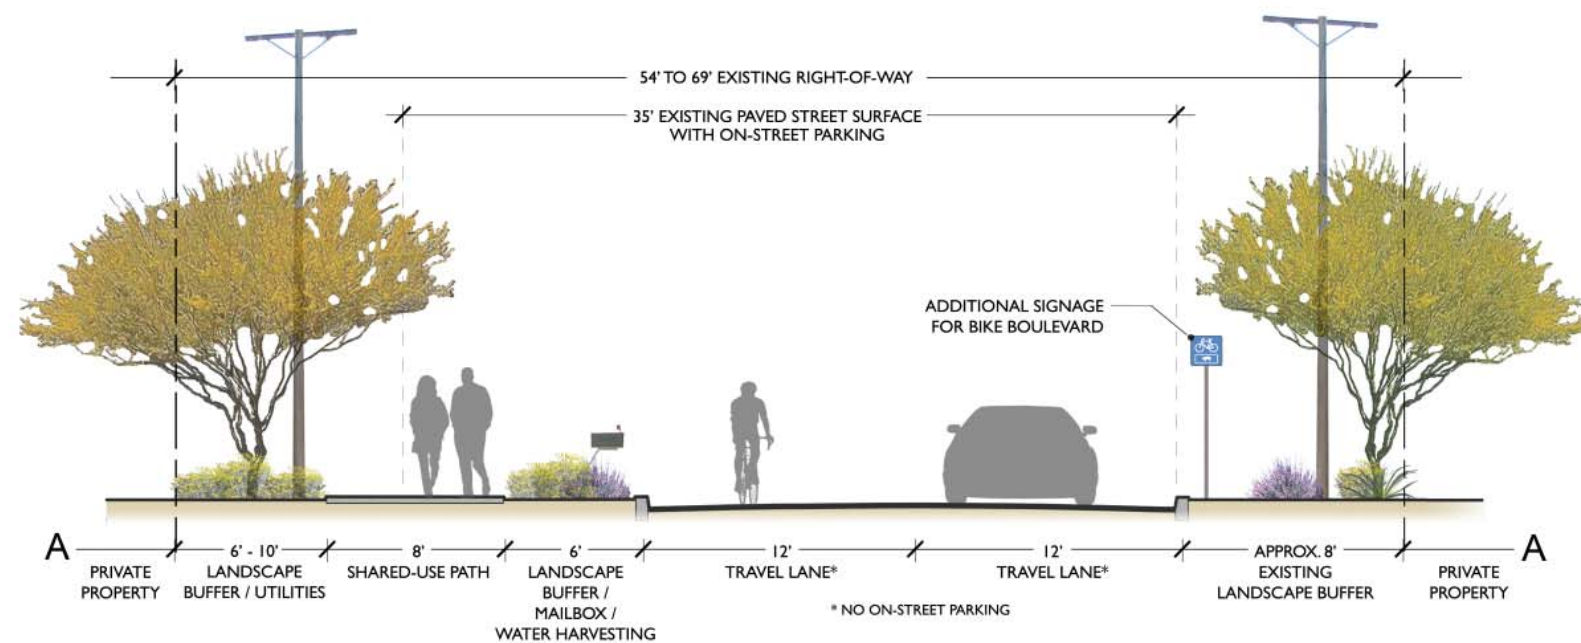 54' TO 69' EXISTING RIGHT-OF-WAY
35' EXISTING PAVED STREET SURFACE
WITH ON-STREET PARKING
ADDITIONAL SIGNAGE
FOR BIKE BOULEVARD
A
6' - 10'
8'
6'
12'
12'
APPROX. 8'
A
PRIVATE
PROPERTY
LANDSCAPE
BUFFER / UTILITIES
SHARED-USE PATH
LANDSCAPE
BUFFER /
MAILBOX /
WATER HARVESTING
TRAVEL LANE*
TRAVEL LANE*
EXISTING
LANDSCAPE BUFFER
PRIVATE
PROPERTY
* NO ON-STREET PARKING